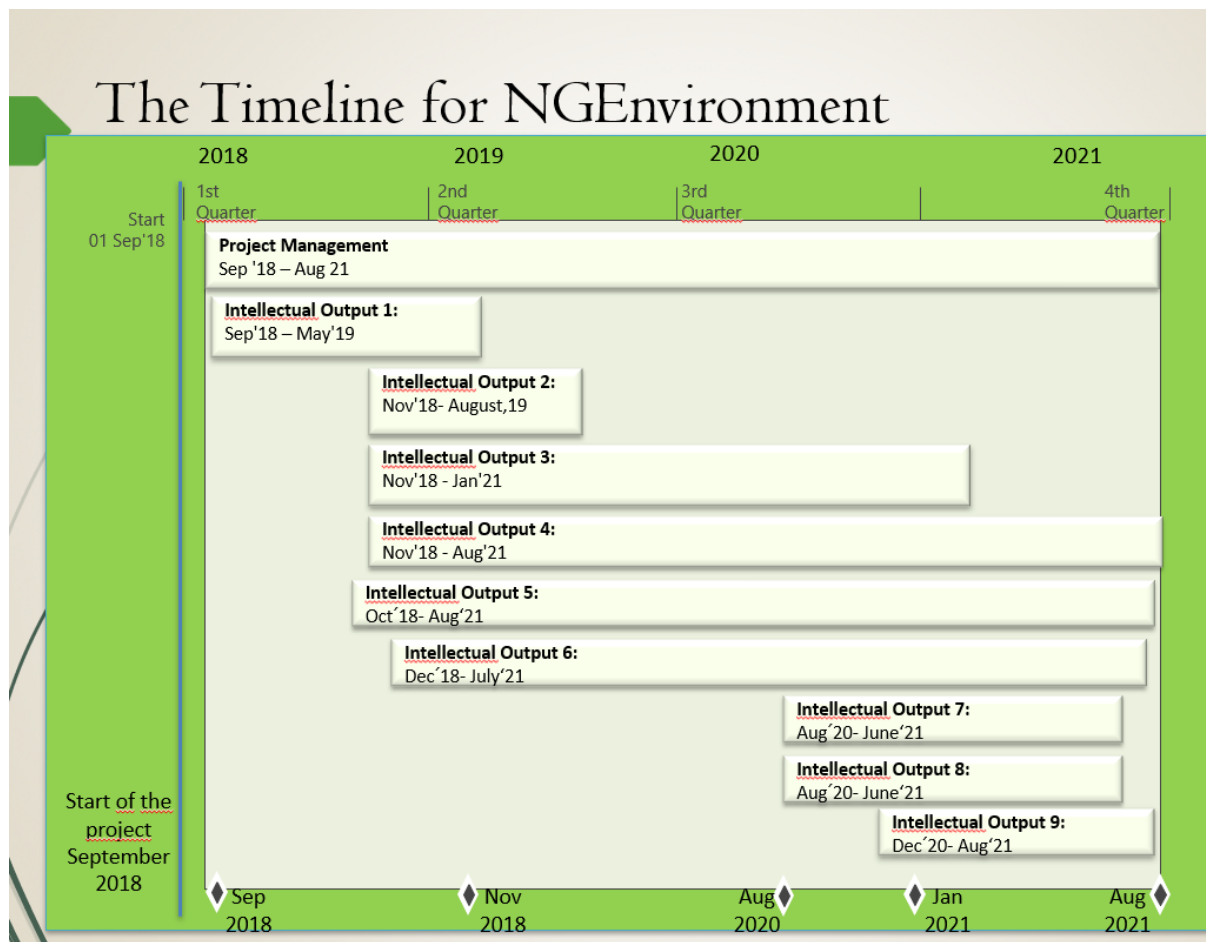 The Timeline for NGEnvironment
2018
2019
2020
2021
1st
Quarter
2nd
Quarter
3rd
Quarter
4th
Quarter
Start
01 Sep'18
Project Management
Sep '18 – Aug 21
Intellectual Output 1:
Sep'18 – May'19
Intellectual Output 2:
Nov'18- August,19
Intellectual Output 3:
Nov'18 - Jan'21
Intellectual Output 4:
Nov'18 - Aug'21
Intellectual Output 5:
Oct´18- Aug‘21
Intellectual Output 6:
Dec´18- July‘21
Intellectual Output 7:
Aug´20- June‘21
Intellectual Output 8:
Aug´20- June‘21
Intellectual Output 9:
Dec´20- Aug‘21
Start of the
project
September
2018
Sep
2018
Nov
2018
Aug
2020
Jan
2021
Aug
2021